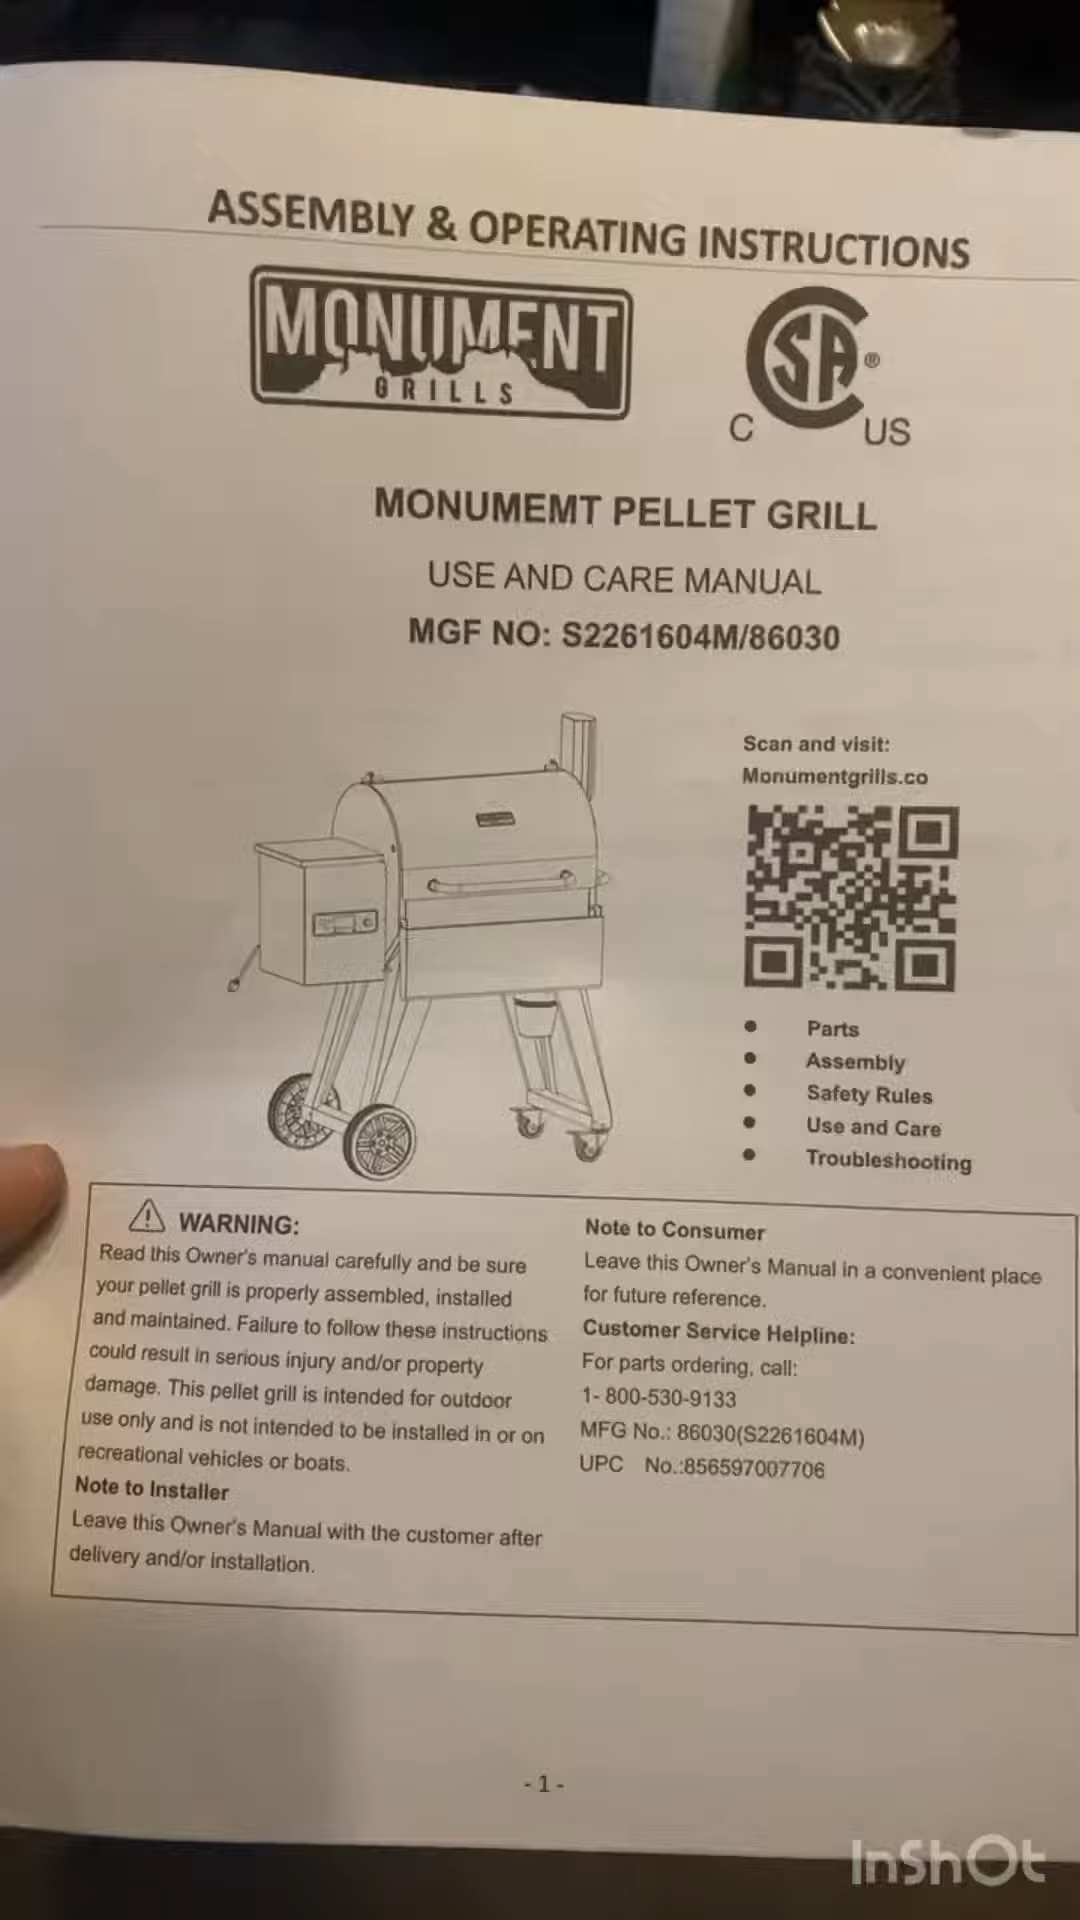 ASSEMBLY & OPERATING INSTRUCTIONS
MONUMENT
GRILLS
CSA®
C US
MONUMEMT PELLET GRILL
USE AND CARE MANUAL
MGF NO: S2261604M/86030
Scan and visit:
Monumentgrills.co
● Parts
● Assembly
● Safety Rules
● Use and Care
● Troubleshooting
WARNING:
Read this Owner's manual carefully and be sure
your pellet grill is properly assembled, installed
and maintained. Failure to follow these instructions
could result in serious injury and/or property
damage. This pellet grill is intended for outdoor
use only and is not intended to be installed in or on
recreational vehicles or boats.
Note to Installer
Leave this Owner's Manual with the customer after
delivery and/or installation.
Note to Consumer
Leave this Owner's Manual in a convenient place
for future reference.
Customer Service Helpline:
For parts ordering, call:
1- 800-530-9133
MFG No.: 86030(S2261604M)
UPC No.:856597007706
- 1 -
InShOt